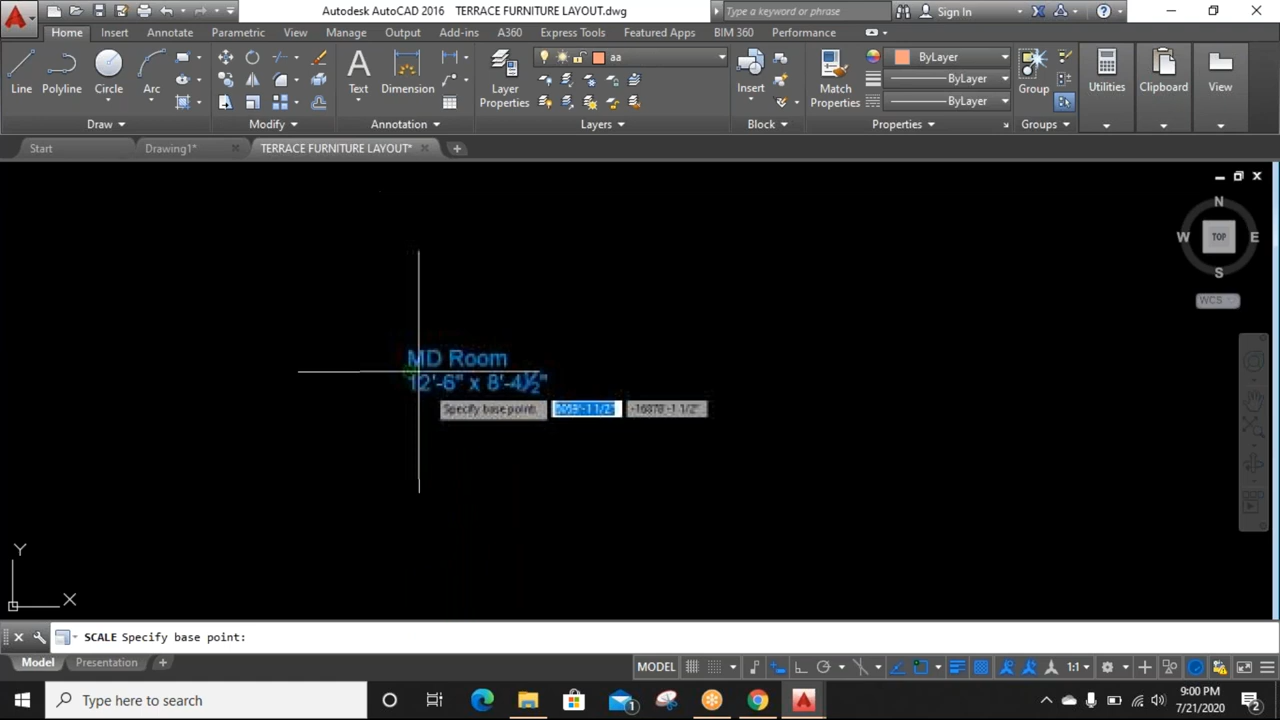 Autodesk AutoCAD 2016 TERRACE FURNITURE LAYOUT.dwg
Type a keyword or phrase
Sign In
Home Insert Annotate Parametric View Manage Output Add-ins A360 Express Tools Featured Apps BIM 360 Performance
Line Polyline Circle Arc
Text Dimension
Layer Properties
aa
Insert
Match Properties
ByLayer
ByLayer
ByLayer
Group
Utilities
Clipboard
View
Draw Modify Annotation Layers Block Properties Groups
Start Drawing1* TERRACE FURNITURE LAYOUT*
N
W TOP E
S
WCS
MD Room
12'-6" x 8'-4½"
Specify base point:
Y
X
SCALE Specify base point:
Model Presentation
MODEL
1:1
Type here to search
1
9:00 PM
7/21/2020
2